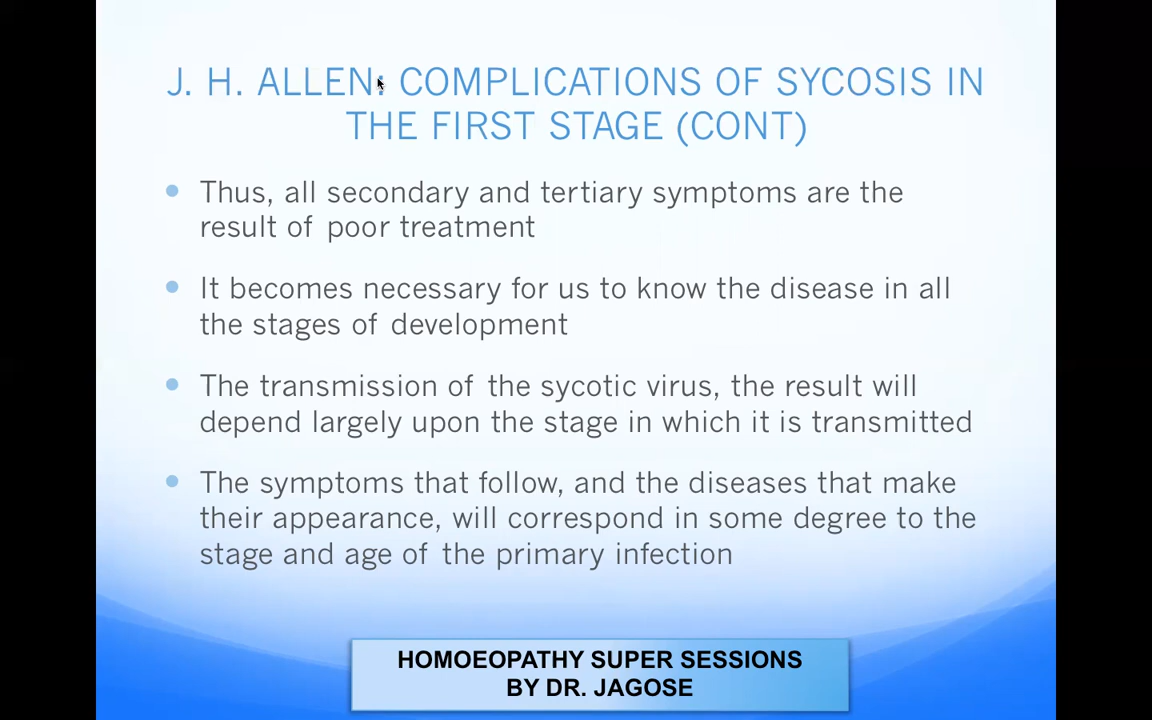 J. H. ALLEN: COMPLICATIONS OF SYCOSIS IN
THE FIRST STAGE (CONT)
Thus, all secondary and tertiary symptoms are the
result of poor treatment
It becomes necessary for us to know the disease in all
the stages of development
The transmission of the sycotic virus, the result will
depend largely upon the stage in which it is transmitted
The symptoms that follow, and the diseases that make
their appearance, will correspond in some degree to the
stage and age of the primary infection
HOMOEOPATHY SUPER SESSIONS
BY DR. JAGOSE